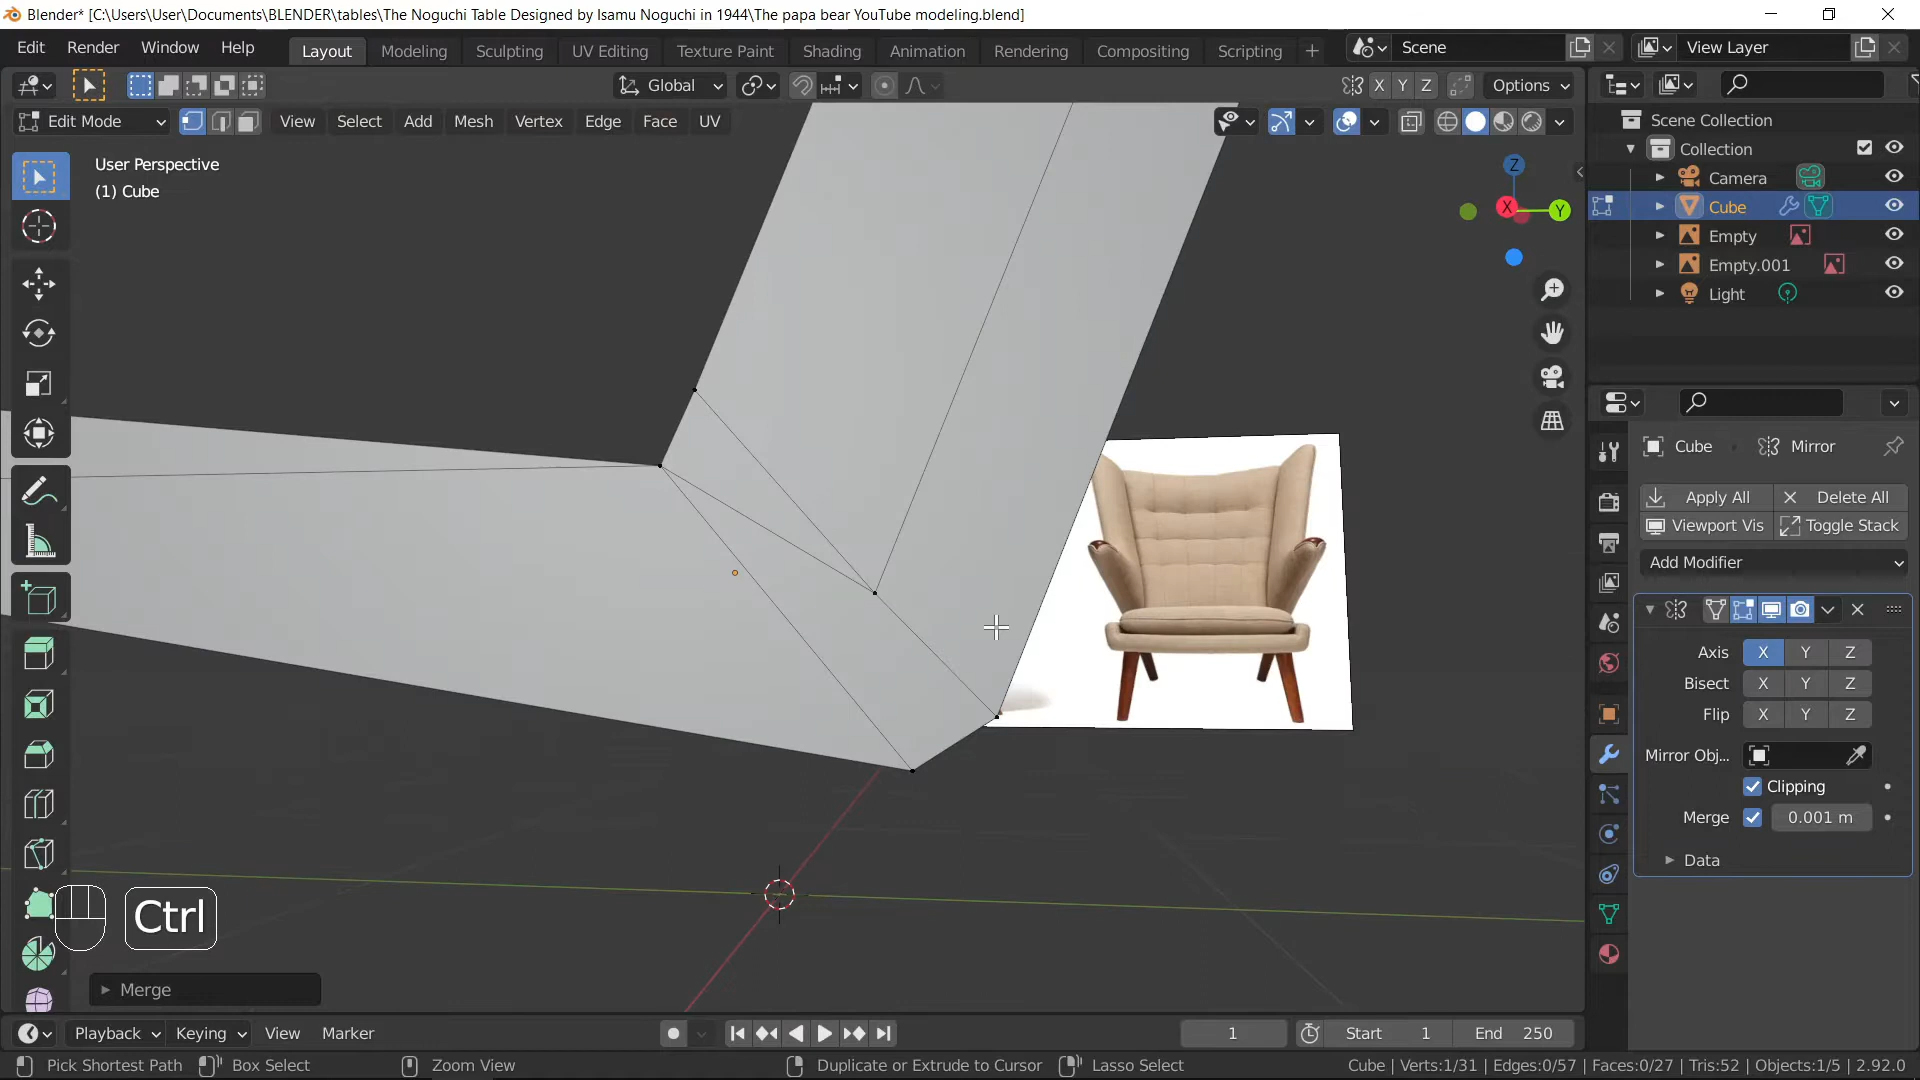 Blender* [C:\Users\User\Documents\BLENDER\tables\The Noguchi Table Designed by Isamu Noguchi in 1944\The papa bear YouTube modeling.blend]
Edit Render Window Help Layout Modeling Sculpting UV Editing Texture Paint Shading Animation Rendering Compositing Scripting + Scene View Layer
Global X Y Z Options
Edit Mode View Select Add Mesh Vertex Edge Face UV
User Perspective
(1) Cube
Z
X Y
Scene Collection
Collection
Camera
Cube
Empty
Empty.001
Light
Cube Mirror
Apply All Delete All
Viewport Vis Toggle Stack
Add Modifier
Axis X Y Z
Bisect X Y Z
Flip X Y Z
Mirror Obj...
Clipping
Merge 0.001 m
Data
Ctrl
Merge
Playback Keying View Marker 1 Start 1 End 250
Pick Shortest Path Box Select Zoom View Duplicate or Extrude to Cursor Lasso Select Cube | Verts:1/31 | Edges:0/57 | Faces:0/27 | Tris:52 | Objects:1/5 | 2.92.0